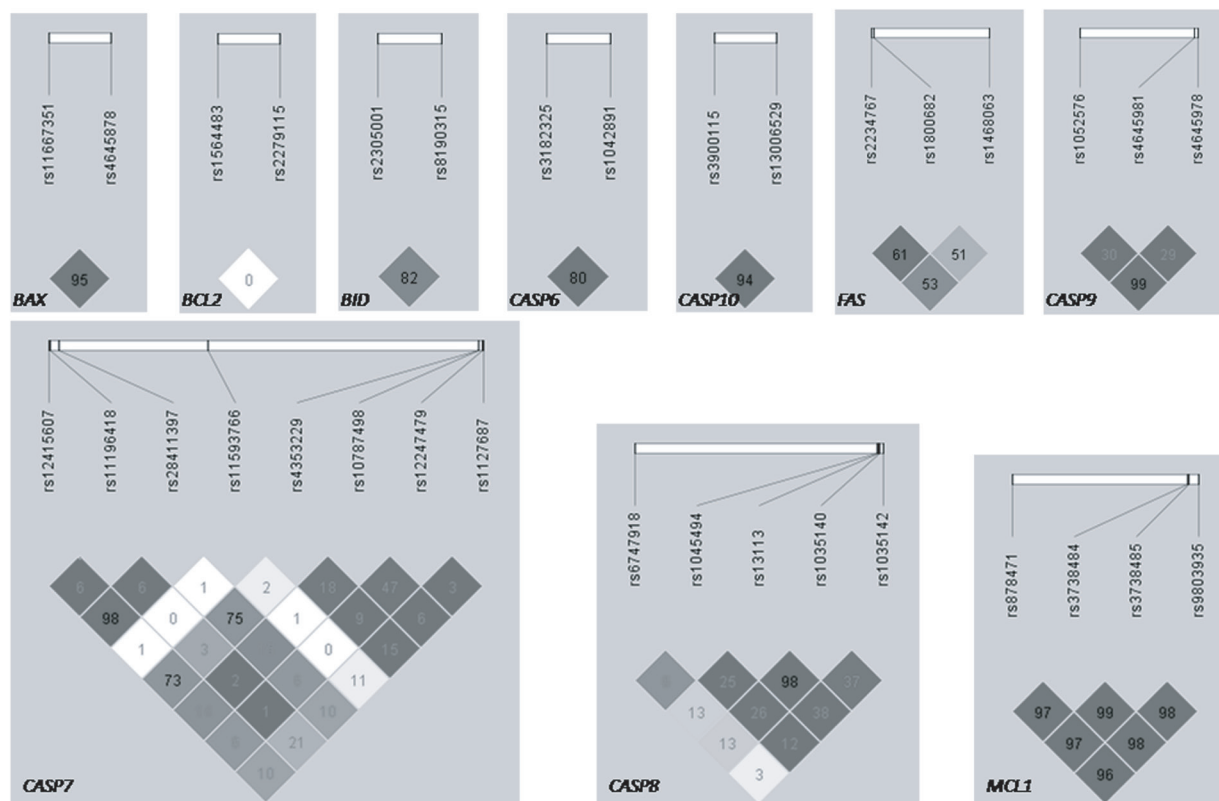 rs11667351
rs4645878
95
BAX
rs1564483
rs2279115
0
BCL2
rs2305001
rs8190315
82
BID
rs3182325
rs1042891
80
CASP6
rs3900115
rs13006529
94
CASP10
rs2234767
rs1800682
rs1468063
61
51
53
FAS
rs1052576
rs4645981
rs4645978
30
29
99
CASP9
rs12415607
rs11196418
rs28411397
rs11593766
rs4353229
rs10787498
rs12247479
rs1127687
6 6 1 2 18 47 3
98 0 75 1 9 6
1 3 0 15
73 2 6 11
1 10
6 21
10
CASP7
rs6747918
rs1045494
rs13113
rs1035140
rs1035142
25 98 37
13 26 38
13 12
3
CASP8
rs878471
rs3738484
rs3738485
rs9803935
97 99 98
97 98
96
MCL1